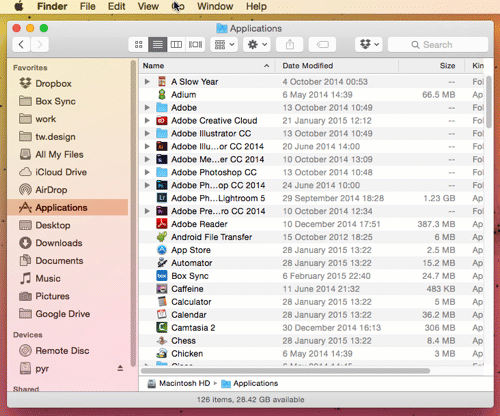 Finder File Edit View Window Help
Applications
Search
Favorites
Dropbox
Box Sync
work
tw.design
All My Files
iCloud Drive
AirDrop
Applications
Desktop
Downloads
Documents
Music
Pictures
Google Drive
Devices
Remote Disc
pyr
Shared
Name Date Modified Size Kin
A Slow Year 4 October 2014 00:53 -- Fol
Adium 6 May 2014 14:39 66.5 MB Ap
Adobe 13 October 2014 10:49 -- Fol
Adobe Creative Cloud 21 January 2015 12:12 -- Fol
Adobe Illustrator CC 13 October 2014 10:49 -- Fol
Adobe Ill...or CC 2014 20 June 2014 14:00 -- Fol
Adobe Me...er CC 2014 10 October 2014 13:09 -- Fol
Adobe Photoshop CC 13 October 2014 10:48 -- Fol
Adobe Ph...op CC 2014 24 June 2014 10:00 -- Fol
Adobe Ph...Lightroom 5 29 September 2014 18:28 1.23 GB Ap
Adobe Pre...ro CC 2014 10 October 2014 12:34 -- Fol
Adobe Reader 10 December 2014 17:51 387.3 MB Ap
Android File Transfer 15 October 2012 18:25 6 MB Ap
App Store 28 January 2015 13:22 2.5 MB Ap
Automator 28 January 2015 13:22 15.2 MB Ap
Box Sync 6 February 2015 22:40 24.7 MB Ap
Caffeine 11 June 2014 21:32 483 KB Ap
Calculator 28 January 2015 13:22 5 MB Ap
Calendar 28 January 2015 13:22 36.2 MB Ap
Camtasia 2 30 December 2014 16:13 306 MB Ap
Chess 28 January 2015 13:22 8.4 MB Ap
Chicken 6 May 2014 14:39 3 MB Ap
Macintosh HD Applications
126 items, 28.42 GB available